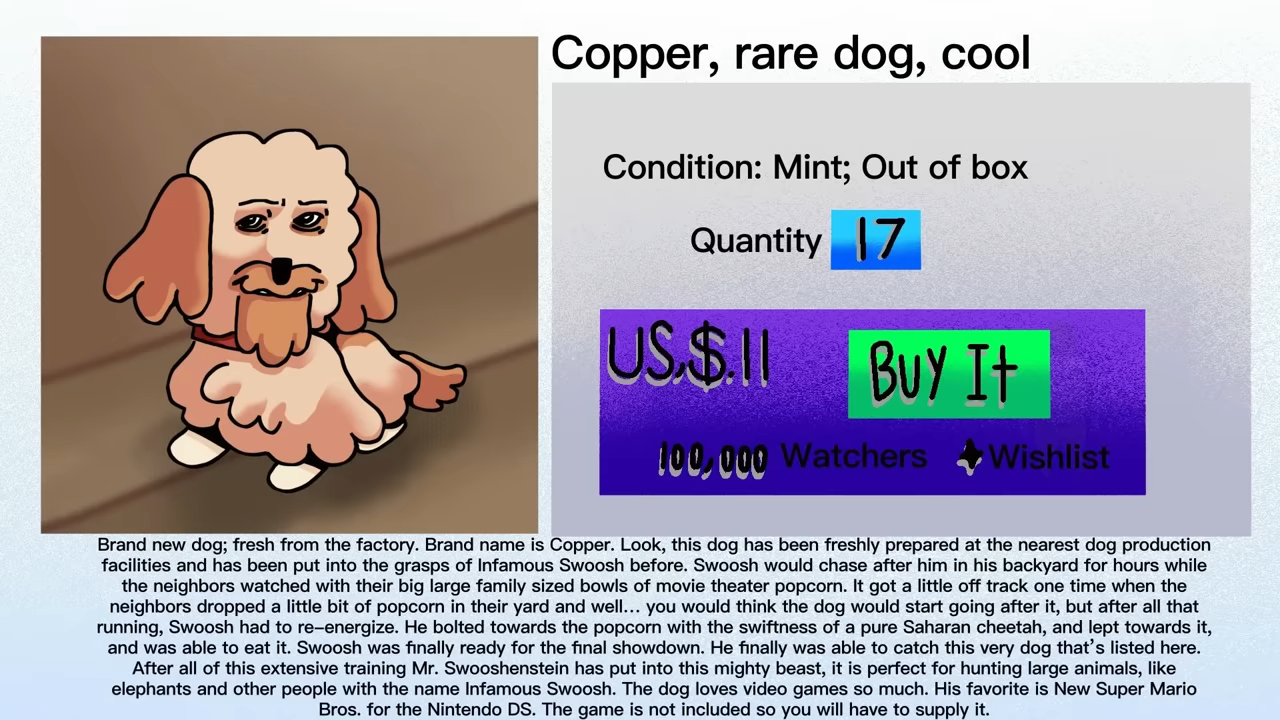 Copper, rare dog, cool
Condition: Mint; Out of box
Quantity 17
US $.11
Buy It
100,000 Watchers
Wishlist
Brand new dog; fresh from the factory. Brand name is Copper. Look, this dog has been freshly prepared at the nearest dog production
facilities and has been put into the grasps of Infamous Swoosh before. Swoosh would chase after him in his backyard for hours while
the neighbors watched with their big large family sized bowls of movie theater popcorn. It got a little off track one time when the
neighbors dropped a little bit of popcorn in their yard and well... you would think the dog would start going after it, but after all that
running, Swoosh had to re-energize. He bolted towards the popcorn with the swiftness of a pure Saharan cheetah, and lept towards it,
and was able to eat it. Swoosh was finally ready for the final showdown. He finally was able to catch this very dog that's listed here.
After all of this extensive training Mr. Swooshenstein has put into this mighty beast, it is perfect for hunting large animals, like
elephants and other people with the name Infamous Swoosh. The dog loves video games so much. His favorite is New Super Mario
Bros. for the Nintendo DS. The game is not included so you will have to supply it.